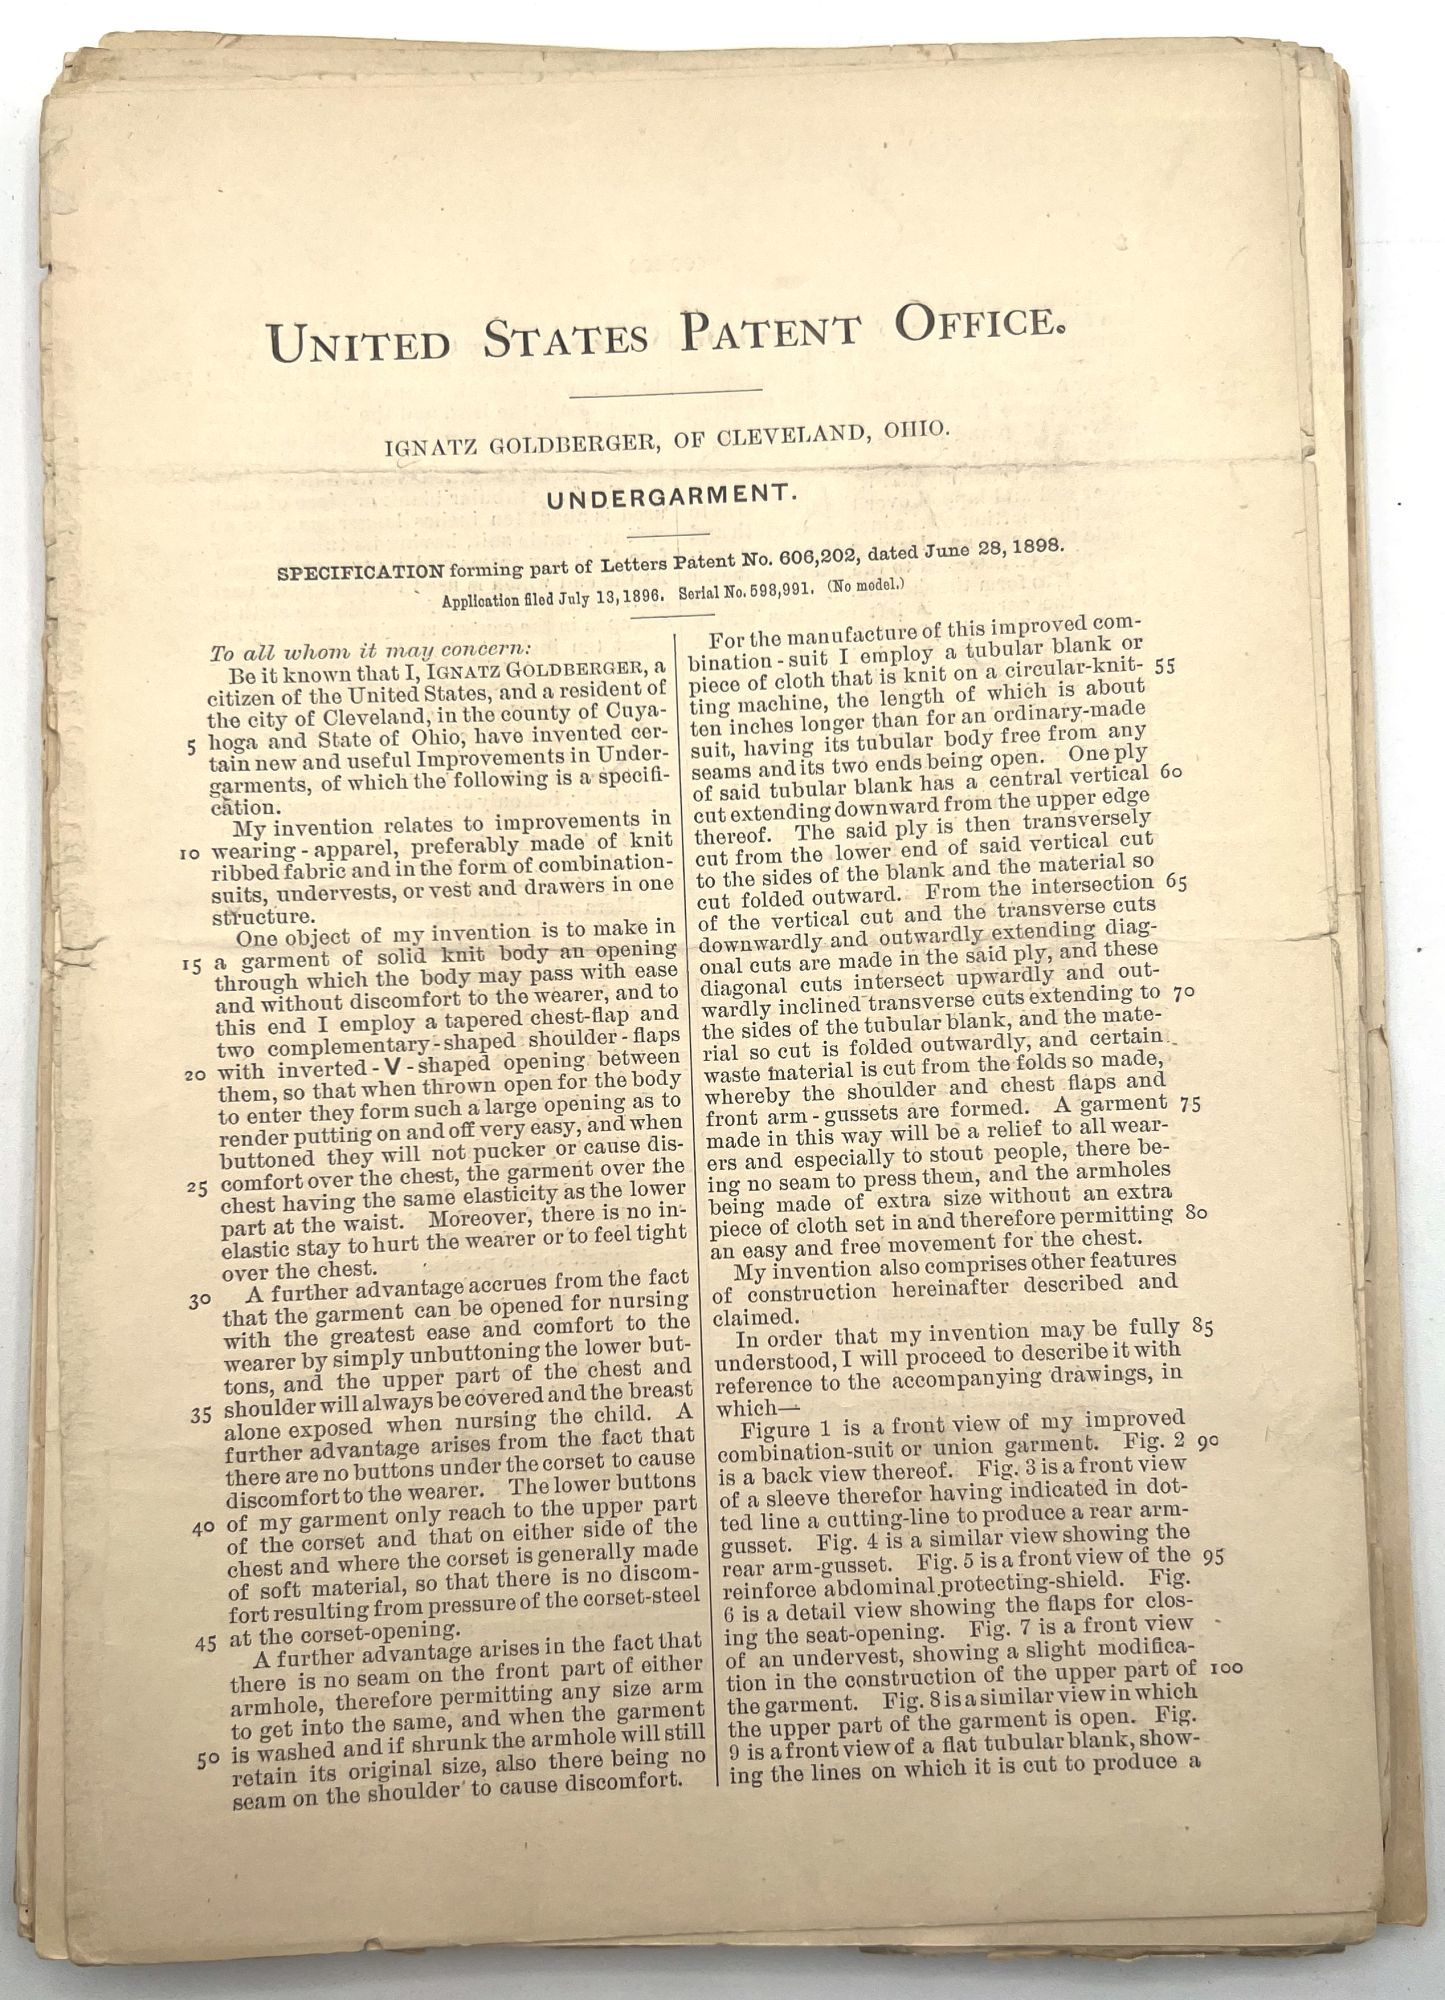 UNITED STATES PATENT OFFICE.
IGNATZ GOLDBERGER, OF CLEVELAND, OHIO.
UNDERGARMENT.
SPECIFICATION forming part of Letters Patent No. 606,202, dated June 28, 1898.
Application filed July 13, 1896. Serial No. 598,991. (No model.)
To all whom it may concern:
Be it known that I, IGNATZ GOLDBERGER, a
citizen of the United States, and a resident of
the city of Cleveland, in the county of Cuya-
5 hoga and State of Ohio, have invented cer-
tain new and useful Improvements in Under-
garments, of which the following is a specifi-
cation.
My invention relates to improvements in
10 wearing-apparel, preferably made of knit
ribbed fabric and in the form of combination-
suits, undervests, or vest and drawers in one
structure.
One object of my invention is to make in
15 a garment of solid knit body an opening
through which the body may pass with ease
and without discomfort to the wearer, and to
this end I employ a tapered chest-flap and
two complementary-shaped shoulder-flaps
20 with inverted-V-shaped opening between
them, so that when thrown open for the body
to enter they form such a large opening as to
render putting on and off very easy, and when
buttoned they will not pucker or cause dis-
25 comfort over the chest, the garment over the
chest having the same elasticity as the lower
part at the waist. Moreover, there is no in-
elastic stay to hurt the wearer or to feel tight
over the chest.
30 A further advantage accrues from the fact
that the garment can be opened for nursing
with the greatest ease and comfort to the
wearer by simply unbuttoning the lower but-
tons, and the upper part of the chest and
35 shoulder will always be covered and the breast
alone exposed when nursing the child. A
further advantage arises from the fact that
there are no buttons under the corset to cause
discomfort to the wearer. The lower buttons
40 of my garment only reach to the upper part
of the corset and that on either side of the
chest and where the corset is generally made
of soft material, so that there is no discom-
fort resulting from pressure of the corset-steel
45 at the corset-opening.
A further advantage arises in the fact that
there is no seam on the front part of either
armhole, therefore permitting any size arm
to get into the same, and when the garment
50 is washed and if shrunk the armhole will still
retain its original size, also there being no
seam on the shoulder to cause discomfort.
For the manufacture of this improved com-
bination-suit I employ a tubular blank or
piece of cloth that is knit on a circular-knit- 55
ting machine, the length of which is about
ten inches longer than for an ordinary-made
suit, having its tubular body free from any
seams and its two ends being open. One ply
of said tubular blank has a central vertical 60
cut extending downward from the upper edge
thereof. The said ply is then transversely
cut from the lower end of said vertical cut
to the sides of the blank and the material so
cut folded outward. From the intersection 65
of the vertical cut and the transverse cuts
downwardly and outwardly extending diag-
onal cuts are made in the said ply, and these
diagonal cuts intersect upwardly and out-
wardly inclined transverse cuts extending to 70
the sides of the tubular blank, and the mate-
rial so cut is folded outwardly, and certain
waste material is cut from the folds so made,
whereby the shoulder and chest flaps and
front arm-gussets are formed. A garment 75
made in this way will be a relief to all wear-
ers and especially to stout people, there be-
ing no seam to press them, and the armholes
being made of extra size without an extra
piece of cloth set in and therefore permitting 80
an easy and free movement for the chest.
My invention also comprises other features
of construction hereinafter described and
claimed.
In order that my invention may be fully 85
understood, I will proceed to describe it with
reference to the accompanying drawings, in
which—
Figure 1 is a front view of my improved
combination-suit or union garment. Fig. 2 90
is a back view thereof. Fig. 3 is a front view
of a sleeve therefor having indicated in dot-
ted line a cutting-line to produce a rear arm-
gusset. Fig. 4 is a similar view showing the
rear arm-gusset. Fig. 5 is a front view of the 95
reinforce abdominal protecting-shield. Fig.
6 is a detail view showing the flaps for clos-
ing the seat-opening. Fig. 7 is a front view
of an undervest, showing a slight modifica-
tion in the construction of the upper part of 100
the garment. Fig. 8 is a similar view in which
the upper part of the garment is open. Fig.
9 is a front view of a flat tubular blank, show-
ing the lines on which it is cut to produce a